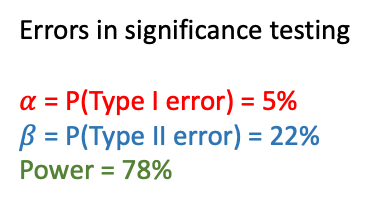 Errors in significance testing
α = P(Type I error) = 5%
β = P(Type II error) = 22%
Power = 78%